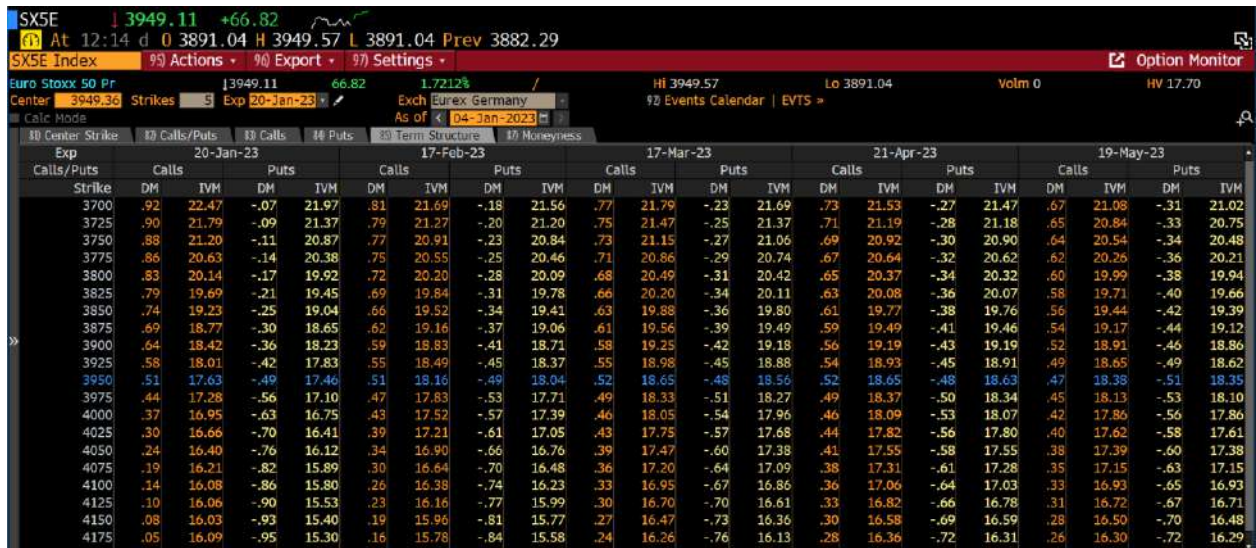 SX5E ↓ 3949.11 +66.82
At 12:14 d O 3891.04 H 3949.57 L 3891.04 Prev 3882.29
SX5E Index 95) Actions 96) Export 97) Settings Option Monitor
Euro Stoxx 50 Pr ↓3949.11 66.82 1.7212% / Hi 3949.57 Lo 3891.04 Volm 0 HV 17.70
Center 3949.36 Strikes 5 Exp 20-Jan-23 Exch Eurex Germany 92) Events Calendar | EVTS »
Calc Mode As of < 04-Jan-2023
81) Center Strike 82) Calls/Puts 83) Calls 84) Puts 85) Term Structure 87) Moneyness
Exp 20-Jan-23 17-Feb-23 17-Mar-23 21-Apr-23 19-May-23
Calls/Puts Calls Puts Calls Puts Calls Puts Calls Puts Calls Puts
Strike DM IVM DM IVM DM IVM DM IVM DM IVM DM IVM DM IVM DM IVM DM IVM DM IVM
3700 .92 22.47 -.07 21.97 .81 21.69 -.18 21.56 .77 21.79 -.23 21.69 .73 21.53 -.27 21.47 .67 21.08 -.31 21.02
3725 .90 21.79 -.09 21.37 .79 21.27 -.20 21.20 .75 21.47 -.25 21.37 .71 21.19 -.28 21.18 .65 20.84 -.33 20.75
3750 .88 21.20 -.11 20.87 .77 20.91 -.23 20.84 .73 21.15 -.27 21.06 .69 20.92 -.30 20.90 .64 20.54 -.34 20.48
3775 .86 20.63 -.14 20.38 .75 20.55 -.25 20.46 .71 20.86 -.29 20.74 .67 20.64 -.32 20.62 .62 20.26 -.36 20.21
3800 .83 20.14 -.17 19.92 .72 20.20 -.28 20.09 .68 20.49 -.31 20.42 .65 20.37 -.34 20.32 .60 19.99 -.38 19.94
3825 .79 19.69 -.21 19.45 .69 19.84 -.31 19.78 .66 20.20 -.34 20.11 .63 20.08 -.36 20.07 .58 19.71 -.40 19.66
3850 .74 19.23 -.25 19.04 .66 19.52 -.34 19.41 .63 19.88 -.36 19.80 .61 19.77 -.38 19.76 .56 19.44 -.42 19.39
3875 .69 18.77 -.30 18.65 .62 19.16 -.37 19.06 .61 19.56 -.39 19.49 .59 19.49 -.41 19.46 .54 19.17 -.44 19.12
3900 .64 18.42 -.36 18.23 .59 18.83 -.41 18.71 .58 19.25 -.42 19.18 .56 19.19 -.43 19.19 .52 18.91 -.46 18.86
3925 .58 18.01 -.42 17.83 .55 18.49 -.45 18.37 .55 18.98 -.45 18.88 .54 18.93 -.45 18.91 .49 18.65 -.49 18.62
3950 .51 17.63 -.49 17.46 .51 18.16 -.49 18.04 .52 18.65 -.48 18.56 .52 18.65 -.48 18.63 .47 18.38 -.51 18.35
3975 .44 17.28 -.56 17.10 .47 17.83 -.53 17.71 .49 18.33 -.51 18.27 .49 18.37 -.50 18.34 .45 18.13 -.53 18.10
4000 .37 16.95 -.63 16.75 .43 17.52 -.57 17.39 .46 18.05 -.54 17.96 .46 18.09 -.53 18.07 .42 17.86 -.56 17.86
4025 .30 16.66 -.70 16.41 .39 17.21 -.61 17.05 .43 17.75 -.57 17.68 .44 17.82 -.56 17.80 .40 17.62 -.58 17.61
4050 .24 16.40 -.76 16.12 .34 16.90 -.66 16.76 .39 17.47 -.60 17.38 .41 17.55 -.58 17.55 .38 17.39 -.60 17.38
4075 .19 16.21 -.82 15.89 .30 16.64 -.70 16.48 .36 17.20 -.64 17.09 .38 17.31 -.61 17.28 .35 17.15 -.63 17.15
4100 .14 16.08 -.86 15.80 .26 16.38 -.74 16.23 .33 16.95 -.67 16.86 .36 17.06 -.64 17.03 .33 16.93 -.65 16.93
4125 .10 16.06 -.90 15.53 .23 16.16 -.77 15.99 .30 16.70 -.70 16.61 .33 16.82 -.66 16.78 .31 16.72 -.67 16.71
4150 .08 16.03 -.93 15.40 .19 15.96 -.81 15.77 .27 16.47 -.73 16.36 .30 16.58 -.69 16.59 .28 16.50 -.70 16.48
4175 .05 16.09 -.95 15.30 .16 15.78 -.84 15.58 .24 16.26 -.76 16.13 .28 16.36 -.72 16.31 .26 16.30 -.72 16.29